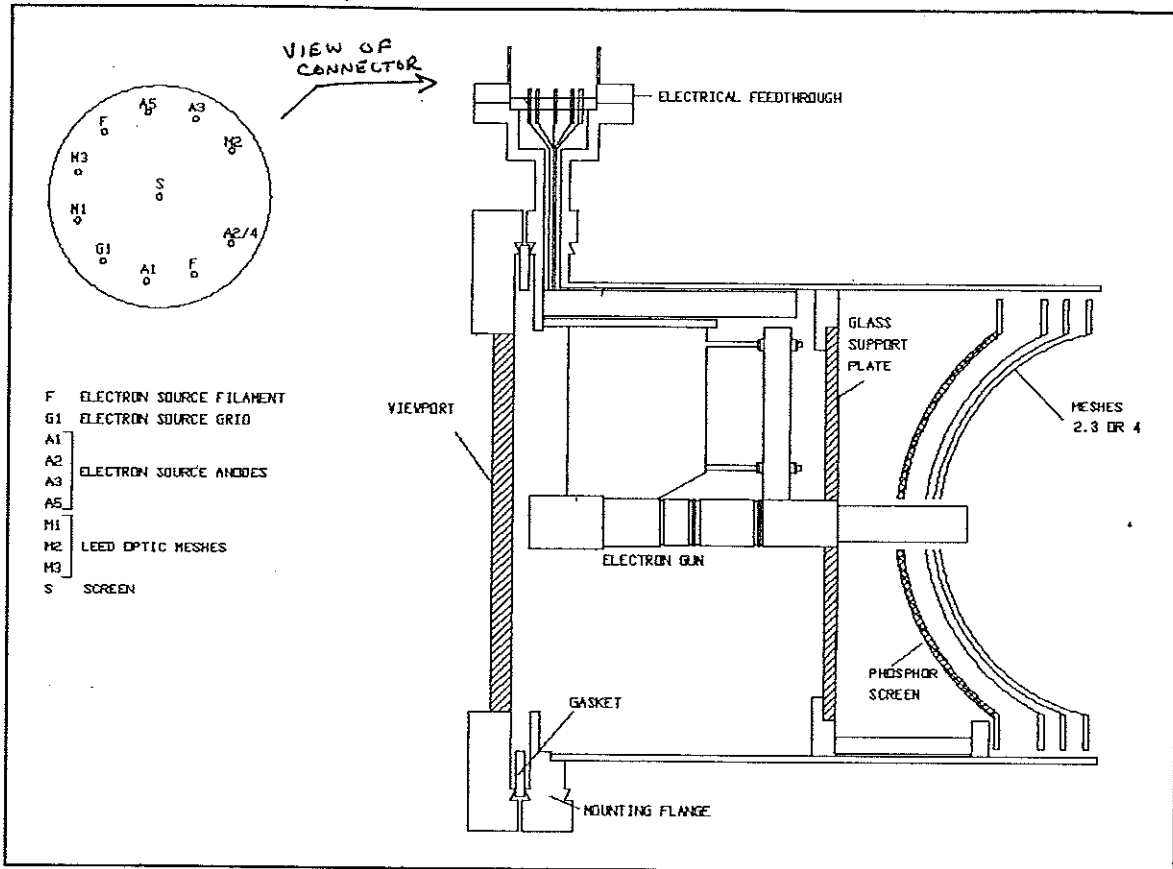 VIEW OF
CONNECTOR
ELECTRICAL FEEDTHROUGH
A5 A3
F
M2
M3
S
M1
A2/4
G1
A1 F
GLASS
SUPPORT
PLATE
VIEWPORT
MESHES
2.3 OR 4
F ELECTRON SOURCE FILAMENT
G1 ELECTRON SOURCE GRID
A1
A2
ELECTRON SOURCE ANODES
A3
A5
M1
M2 LEED OPTIC MESHES
M3
S SCREEN
ELECTRON GUN
PHOSPHOR
SCREEN
GASKET
MOUNTING FLANGE